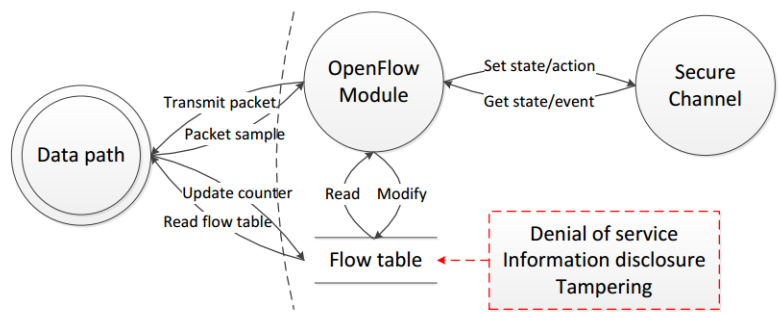 OpenFlow
Module
Set state/action
Secure
Channel
Get state/event
Transmit packet
Packet sample
Data path
Update counter
Read flow table
Read
Modify
Flow table
Denial of service
Information disclosure
Tampering